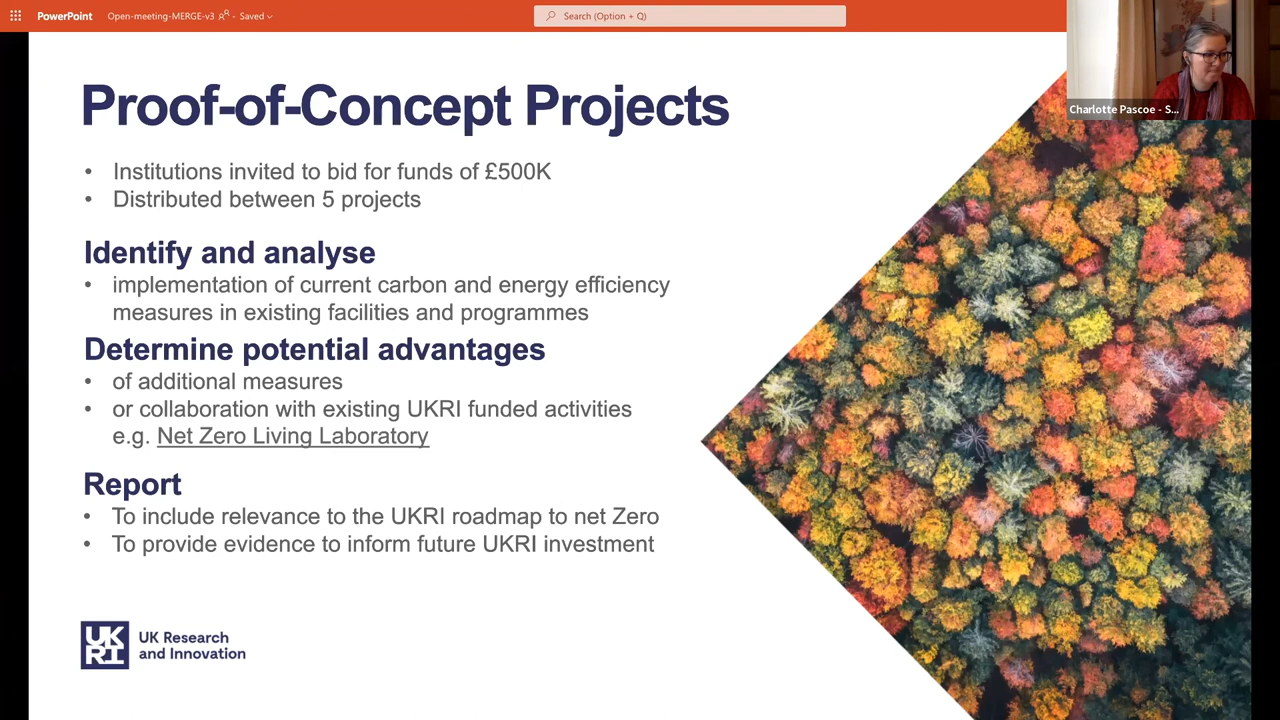 PowerPoint
Open-meeting-MERGE-v3 - Saved
Search (Option + Q)
Charlotte Pascoe - S...
Proof-of-Concept Projects
• Institutions invited to bid for funds of £500K
• Distributed between 5 projects
Identify and analyse
• implementation of current carbon and energy efficiency
measures in existing facilities and programmes
Determine potential advantages
• of additional measures
• or collaboration with existing UKRI funded activities
e.g. Net Zero Living Laboratory
Report
• To include relevance to the UKRI roadmap to net Zero
• To provide evidence to inform future UKRI investment
UK
RI
UK Research
and Innovation